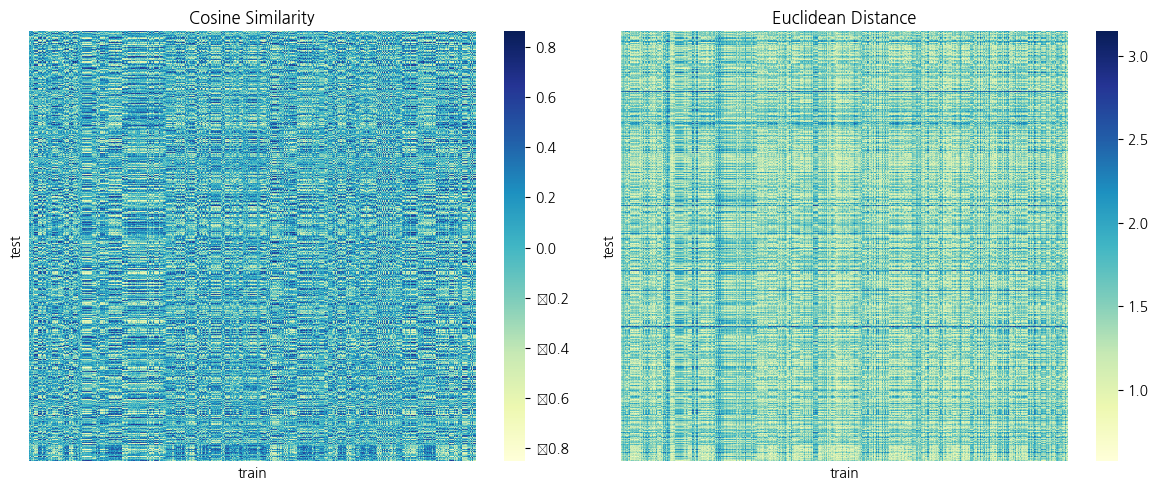 Cosine Similarity
test
train
0.8
0.6
0.4
0.2
0.0
☒0.2
☒0.4
☒0.6
☒0.8
Euclidean Distance
test
train
3.0
2.5
2.0
1.5
1.0